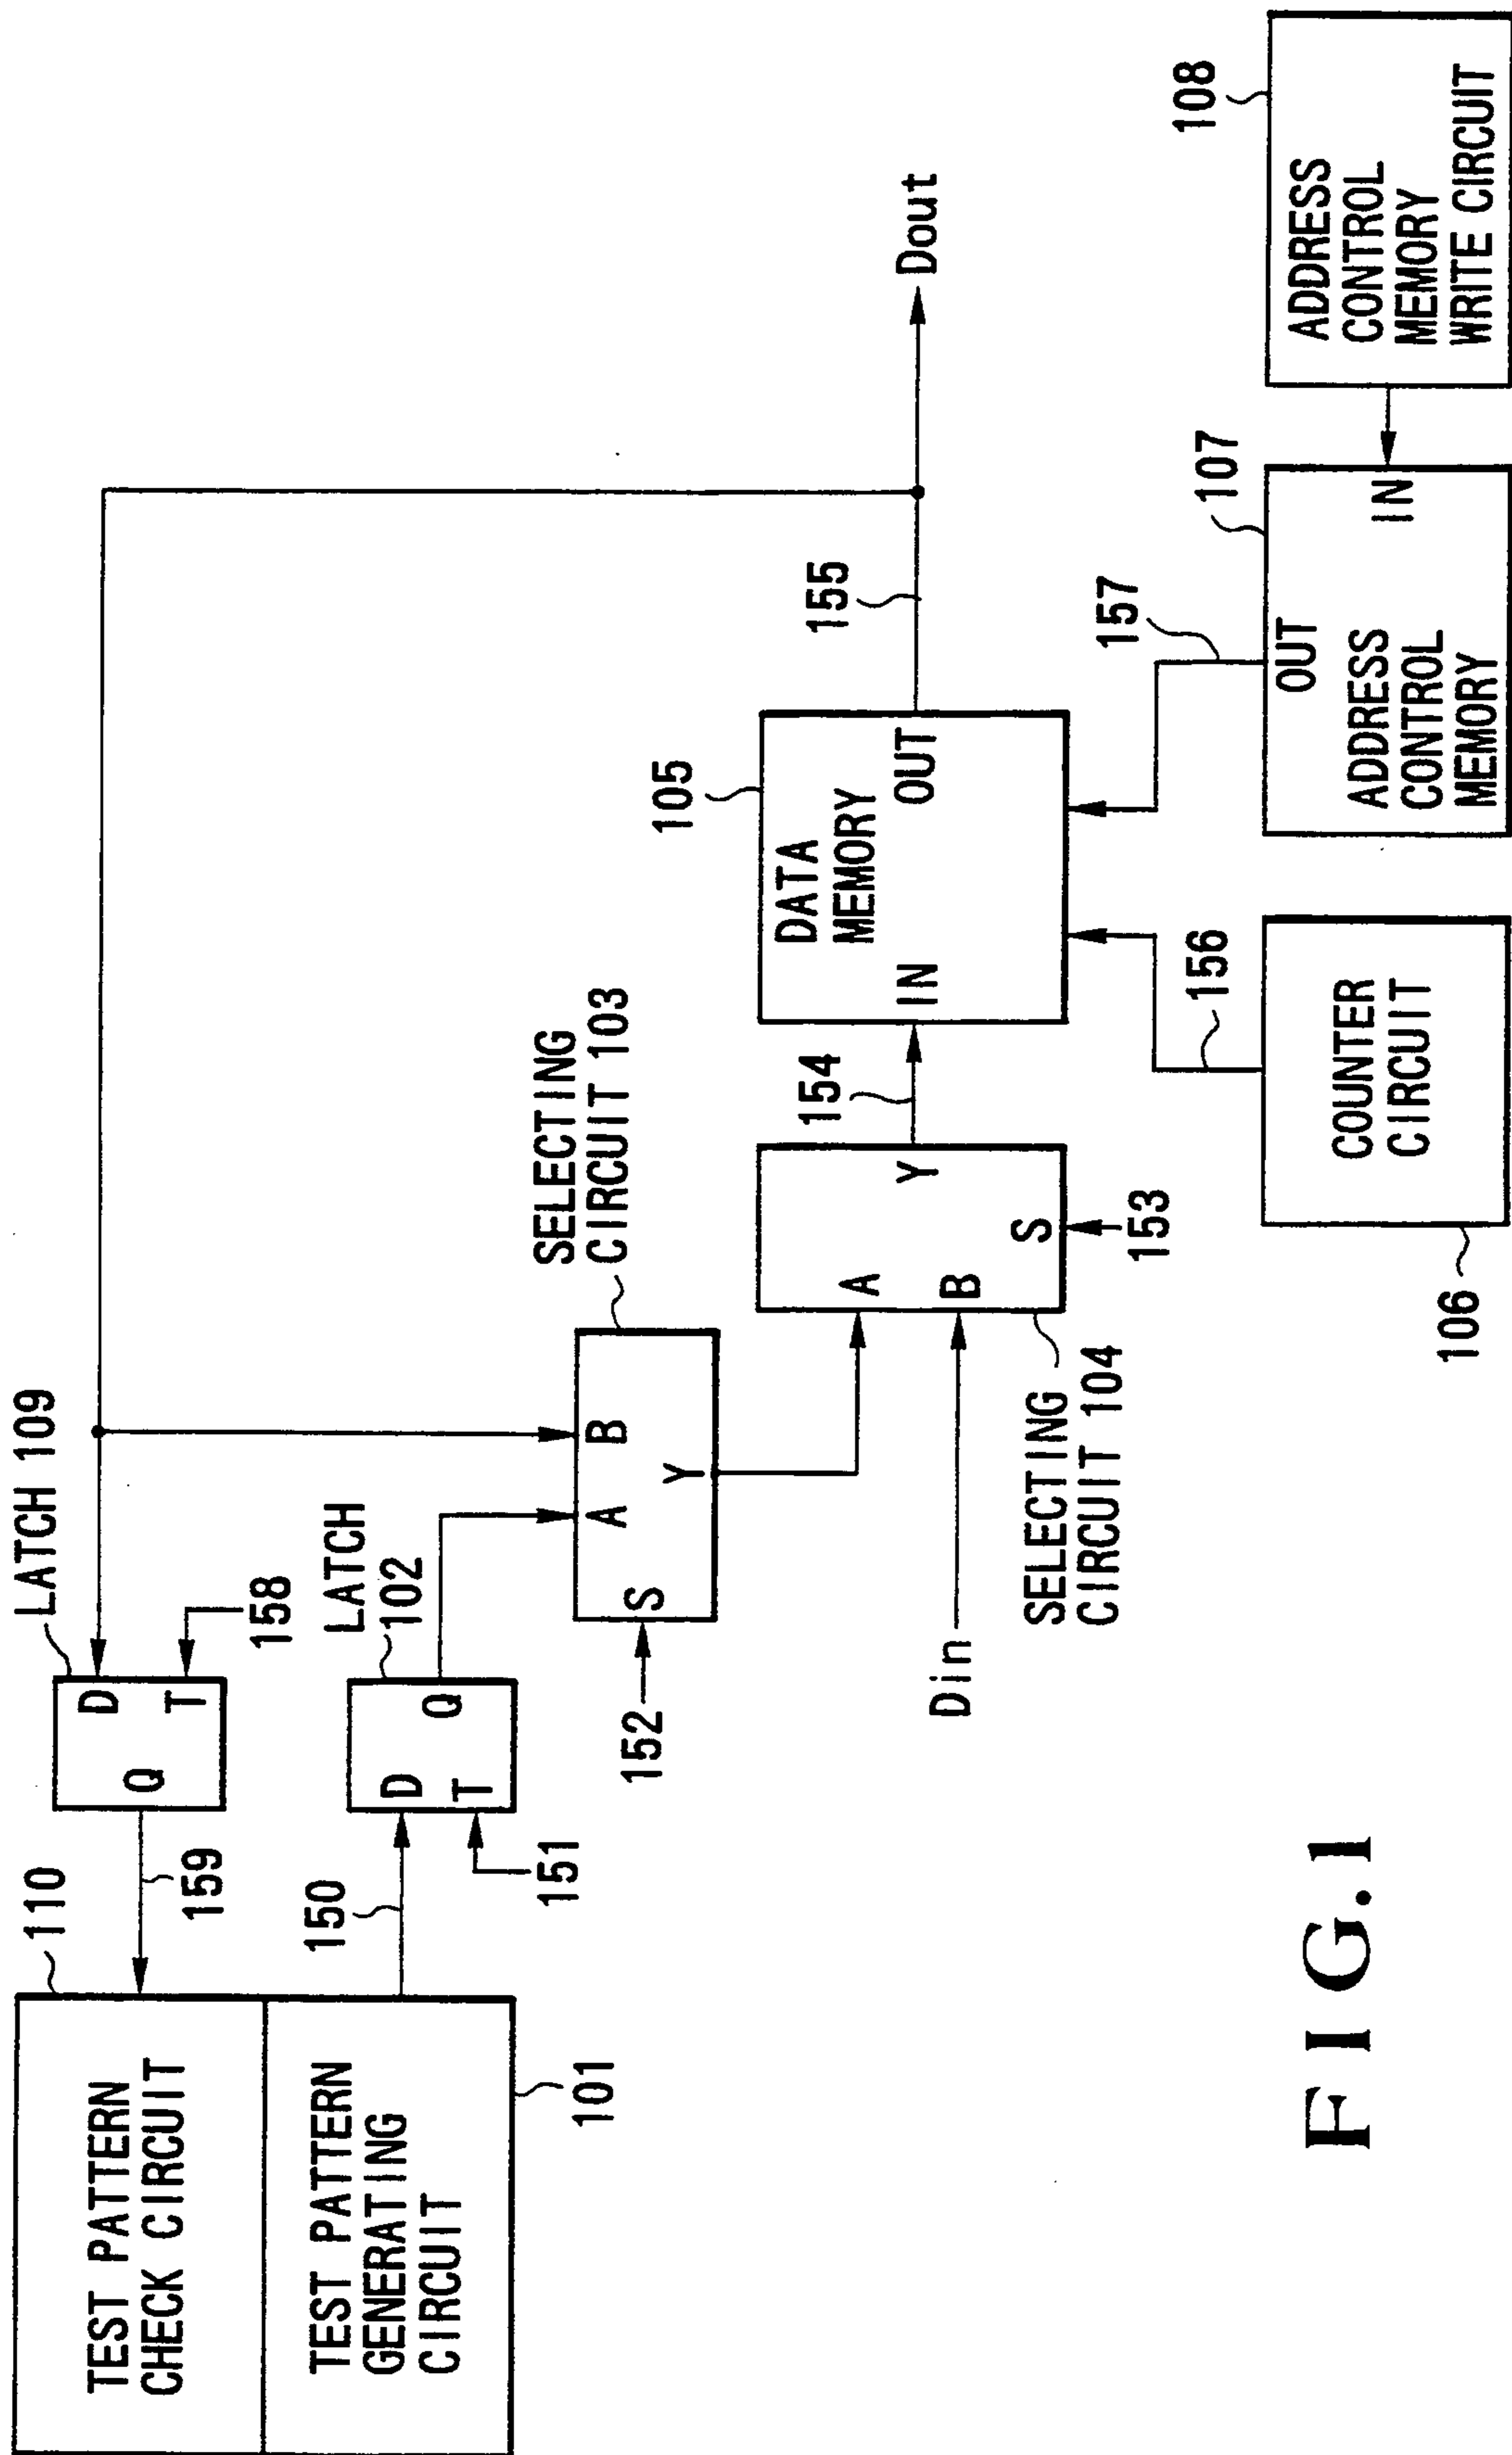 TEST PATTERN
CHECK CIRCUIT
110
159
LATCH 109
D
T
Q
158
TEST PATTERN
GENERATING
CIRCUIT
101
150
151
LATCH
102
D
T
Q
152
S
A
B
Y
SELECTING
CIRCUIT 103
Din
A
B
S
Y
SELECTING
CIRCUIT 104
153
154
105
DATA
MEMORY
IN
OUT
155
Dout
156
157
COUNTER
CIRCUIT
106
107
OUT
IN
ADDRESS
CONTROL
MEMORY
108
ADDRESS
CONTROL
MEMORY
WRITE CIRCUIT
FIG.1